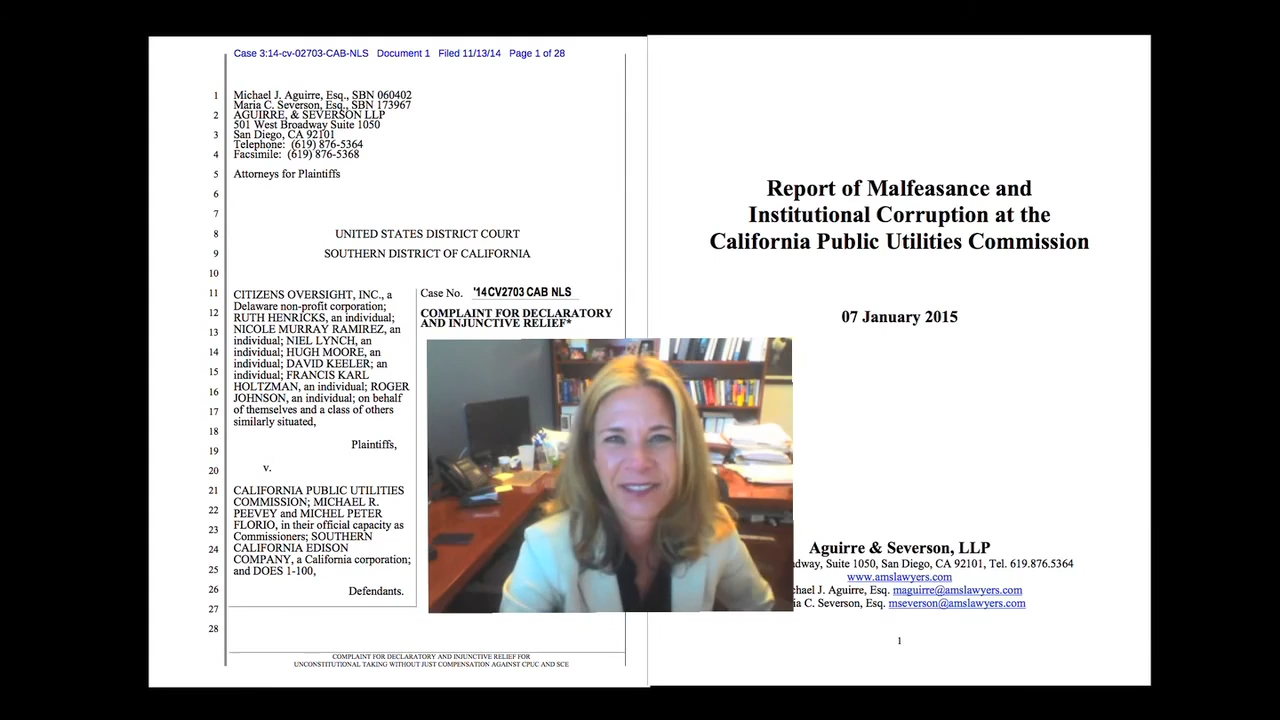 Case 3:14-cv-02703-CAB-NLS Document 1 Filed 11/13/14 Page 1 of 28
1 Michael J. Aguirre, Esq., SBN 060402
Maria C. Severson, Esq., SBN 173967
2 AGUIRRE, & SEVERSON LLP
501 West Broadway Suite 1050
3 San Diego, CA 92101
Telephone: (619) 876-5364
4 Facsimile: (619) 876-5368
5 Attorneys for Plaintiffs
6
7
8 UNITED STATES DISTRICT COURT
9 SOUTHERN DISTRICT OF CALIFORNIA
10
11 CITIZENS OVERSIGHT, INC., a
Delaware non-profit corporation;
12 RUTH HENRICKS, an individual;
NICOLE MURRAY RAMIREZ, an
13 individual; NIEL LYNCH, an
14 individual; HUGH MOORE, an
individual; DAVID KEELER; an
15 individual; FRANCIS KARL
16 HOLTZMAN, an individual; ROGER
JOHNSON, an individual; on behalf
17 of themselves and a class of others
similarly situated,
18
19 Plaintiffs,
20 v.
21 CALIFORNIA PUBLIC UTILITIES
22 COMMISSION; MICHAEL R.
PEEVEY and MICHEL PETER
23 FLORIO, in their official capacity as
Commissioners; SOUTHERN
24 CALIFORNIA EDISON
COMPANY, a California corporation;
25 and DOES 1-100,
26 Defendants.
27
28
Case No. '14CV2703 CAB NLS
COMPLAINT FOR DECLARATORY
AND INJUNCTIVE RELIEF*
COMPLAINT FOR DECLARATORY AND INJUNCTIVE RELIEF FOR
UNCONSTITUTIONAL TAKING WITHOUT JUST COMPENSATION AGAINST CPUC AND SCE
Report of Malfeasance and
Institutional Corruption at the
California Public Utilities Commission
07 January 2015
Aguirre & Severson, LLP
Suite 1050, San Diego, CA 92101, Tel. 619.876.5364
www.amslawyers.com
J. Aguirre, Esq. maguirre@amslawyers.com
C. Severson, Esq. mseverson@amslawyers.com
1